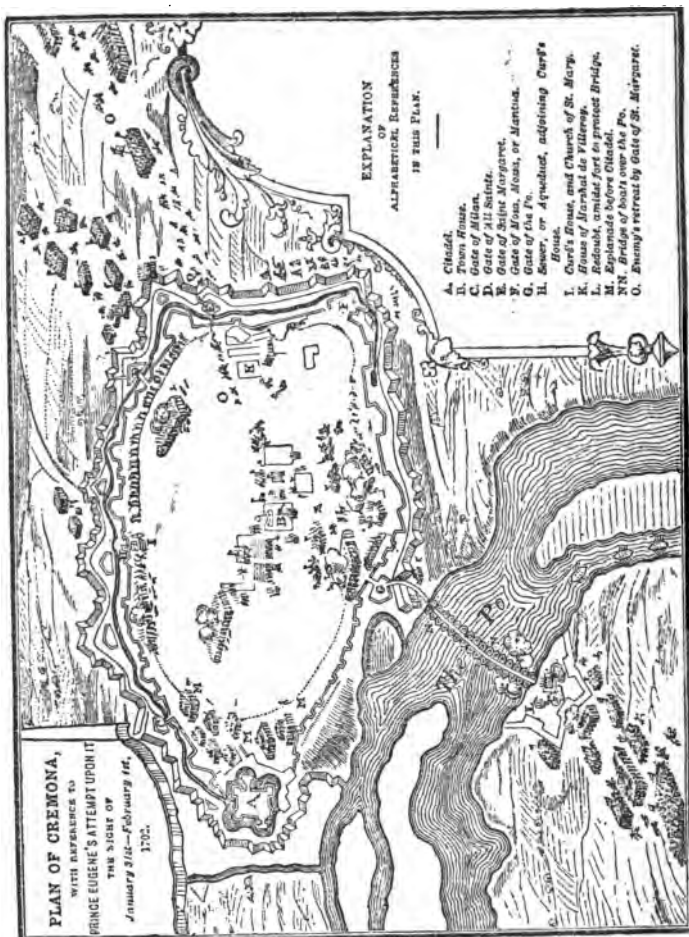 PLAN OF CREMONA,
WITH REFERENCE TO
PRINCE EUGENE'S ATTEMPT UPON IT
THE NIGHT OF
January 31st—February 1st,
1702.
EXPLANATION
OF
ALPHABETICAL REFERENCES
IN THIS PLAN.
A. Citadel.
B. Town House.
C. Gate of Milan.
D. Gate of All Saints.
E. Gate of Saint Margaret.
F. Gate of Mosa, or Mantua.
G. Gate of the Po.
H. Sewer, or Aqueduct, adjoining Curé's
House.
I. Curé's House, and Church of St. Mary.
K. House of Marshal de Villeroy.
L. Redoubt, amidst fort to protect Bridge.
M. Esplanade before Citadel.
NN. Bridge of boats over the Po.
O. Enemy's retreat by Gate of St. Margaret.
A
M
M
I
B
E
O
O
F
G
The Po